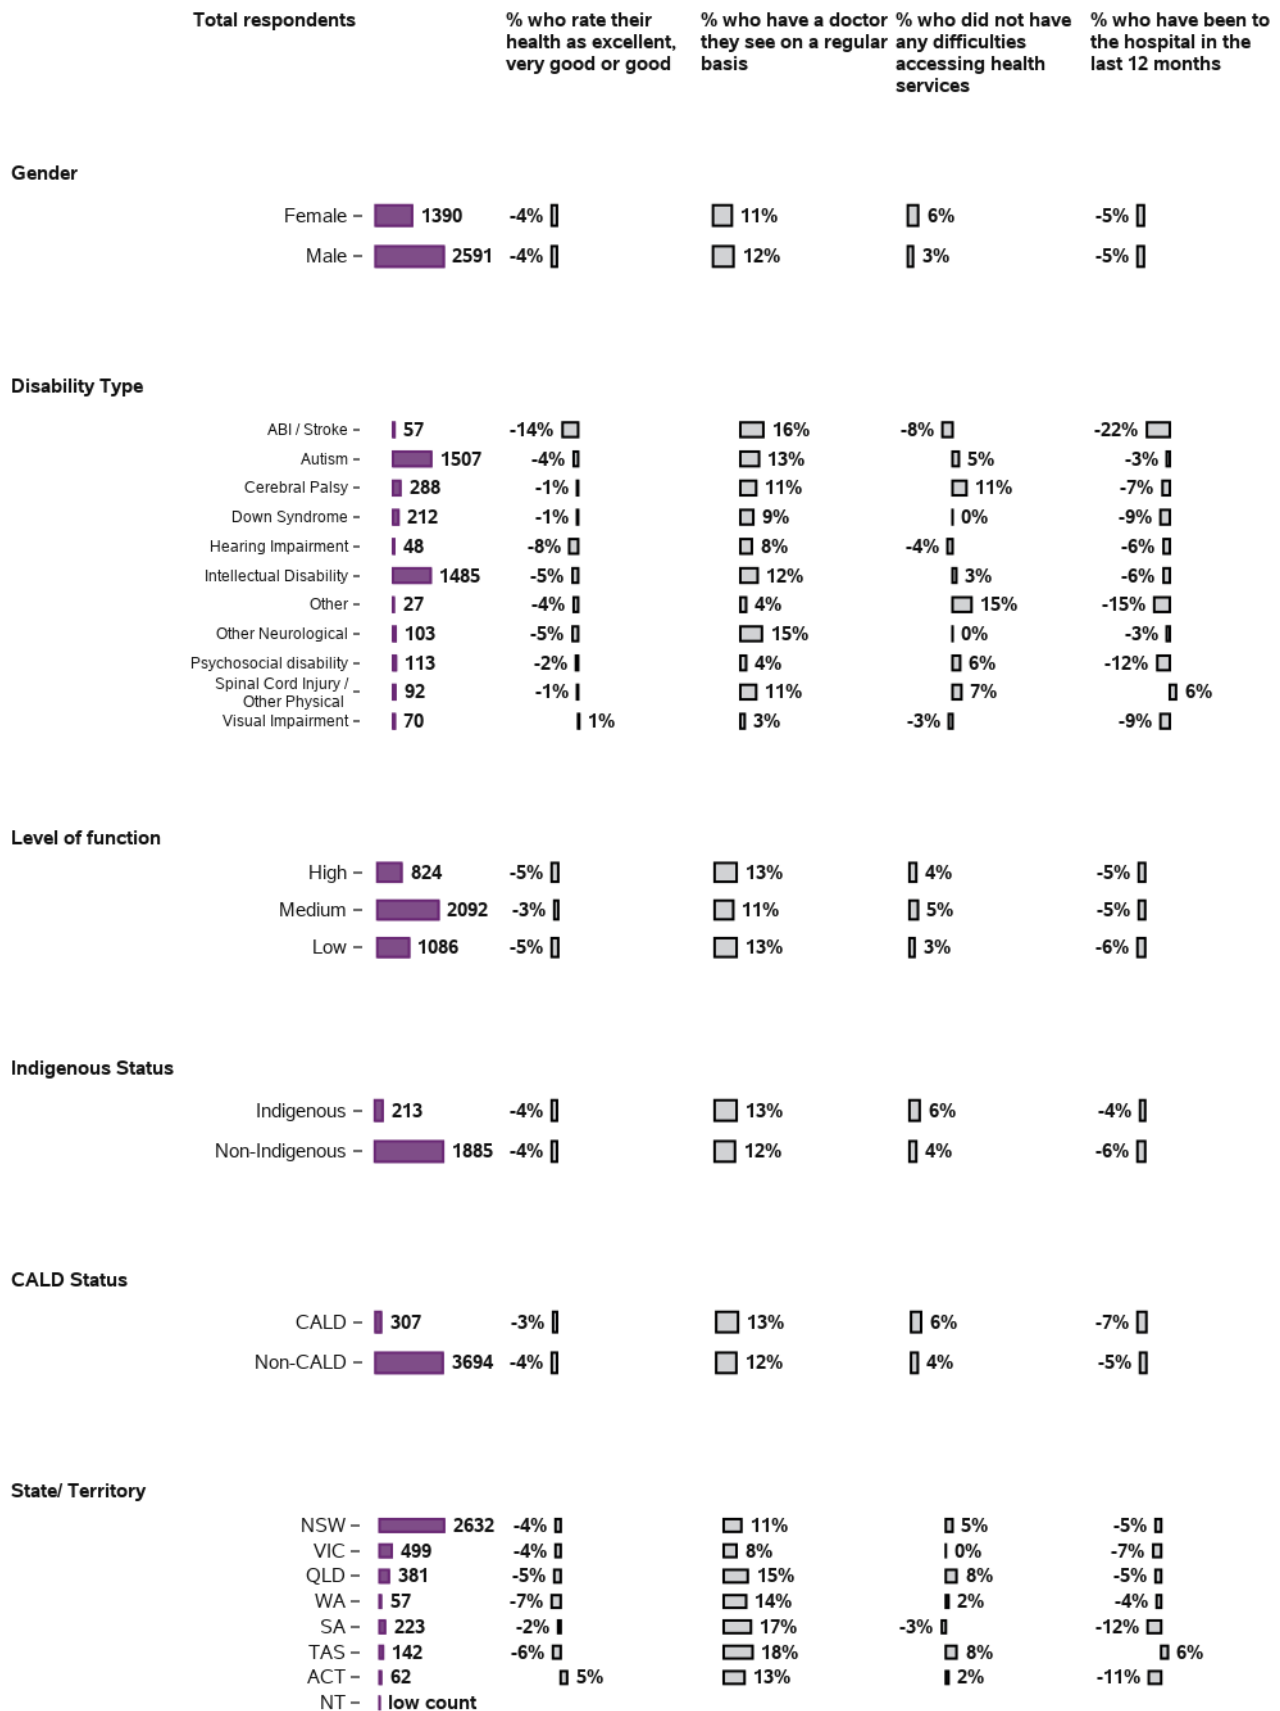 Total respondents
% who rate their health as excellent, very good or good
% who have a doctor they see on a regular basis
% who did not have any difficulties accessing health services
% who have been to the hospital in the last 12 months
Gender
Female 1390 -4% 11% 6% -5%
Male 2591 -4% 12% 3% -5%
Disability Type
ABI / Stroke 57 -14% 16% -8% -22%
Autism 1507 -4% 13% 5% -3%
Cerebral Palsy 288 -1% 11% 11% -7%
Down Syndrome 212 -1% 9% 0% -9%
Hearing Impairment 48 -8% 8% -4% -6%
Intellectual Disability 1485 -5% 12% 3% -6%
Other 27 -4% 4% 15% -15%
Other Neurological 103 -5% 15% 0% -3%
Psychosocial disability 113 -2% 4% 6% -12%
Spinal Cord Injury / Other Physical 92 -1% 11% 7% 6%
Visual Impairment 70 1% 3% -3% -9%
Level of function
High 824 -5% 13% 4% -5%
Medium 2092 -3% 11% 5% -5%
Low 1086 -5% 13% 3% -6%
Indigenous Status
Indigenous 213 -4% 13% 6% -4%
Non-Indigenous 1885 -4% 12% 4% -6%
CALD Status
CALD 307 -3% 13% 6% -7%
Non-CALD 3694 -4% 12% 4% -5%
State/ Territory
NSW 2632 -4% 11% 5% -5%
VIC 499 -4% 8% 0% -7%
QLD 381 -5% 15% 8% -5%
WA 57 -7% 14% 2% -4%
SA 223 -2% 17% -3% -12%
TAS 142 -6% 18% 8% 6%
ACT 62 5% 13% 2% -11%
NT low count